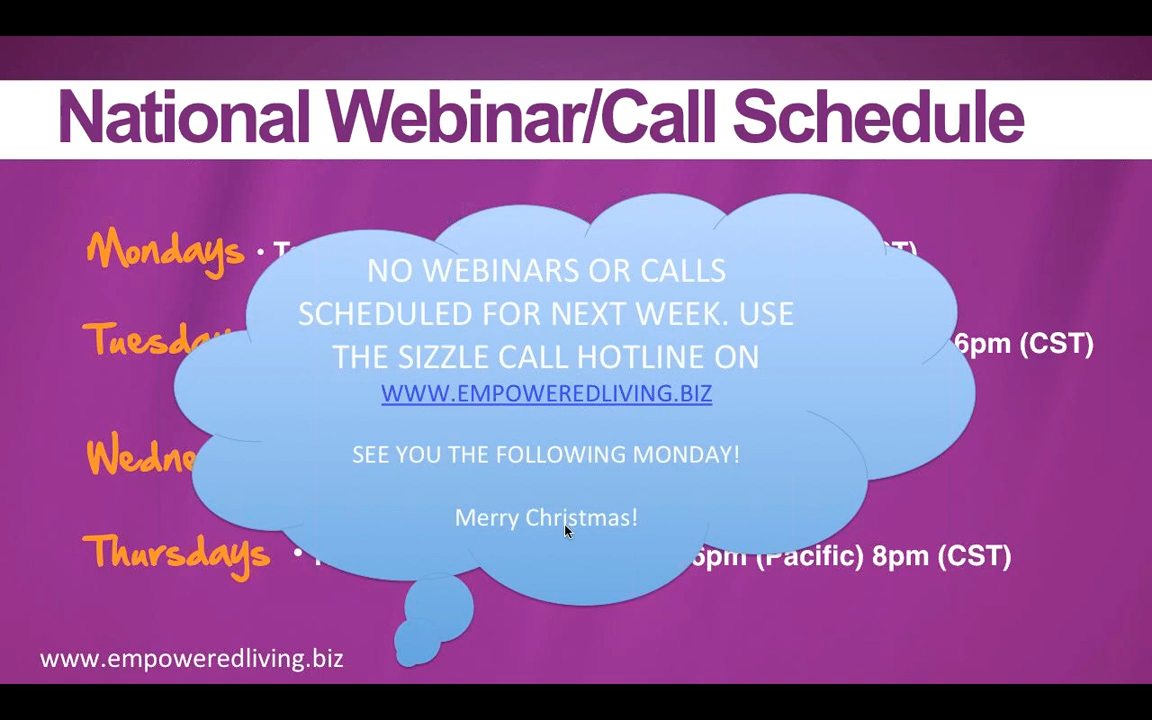 National Webinar/Call Schedule
Mondays •
NO WEBINARS OR CALLS
SCHEDULED FOR NEXT WEEK. USE
THE SIZZLE CALL HOTLINE ON
WWW.EMPOWEREDLIVING.BIZ
6pm (CST)
SEE YOU THE FOLLOWING MONDAY!
Merry Christmas!
Thursdays • 6pm (Pacific) 8pm (CST)
www.empoweredliving.biz